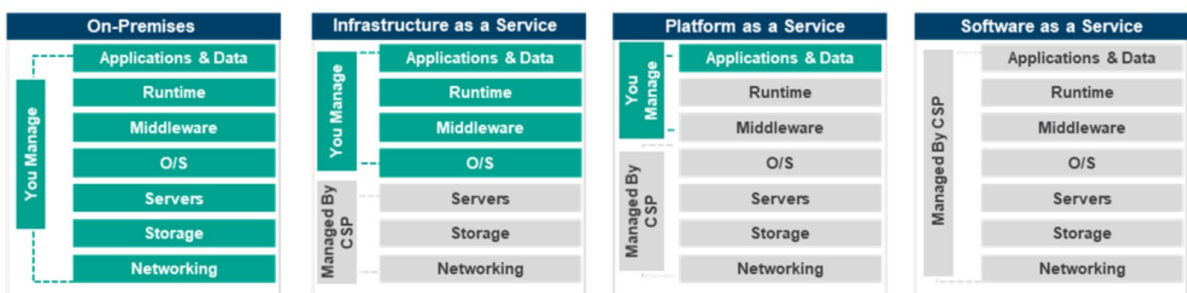 On-Premises
You Manage
Applications & Data
Runtime
Middleware
O/S
Servers
Storage
Networking
Infrastructure as a Service
You Manage
Managed By
CSP
Applications & Data
Runtime
Middleware
O/S
Servers
Storage
Networking
Platform as a Service
You
Manage
Managed By
CSP
Applications & Data
Runtime
Middleware
O/S
Servers
Storage
Networking
Software as a Service
Managed By CSP
Applications & Data
Runtime
Middleware
O/S
Servers
Storage
Networking